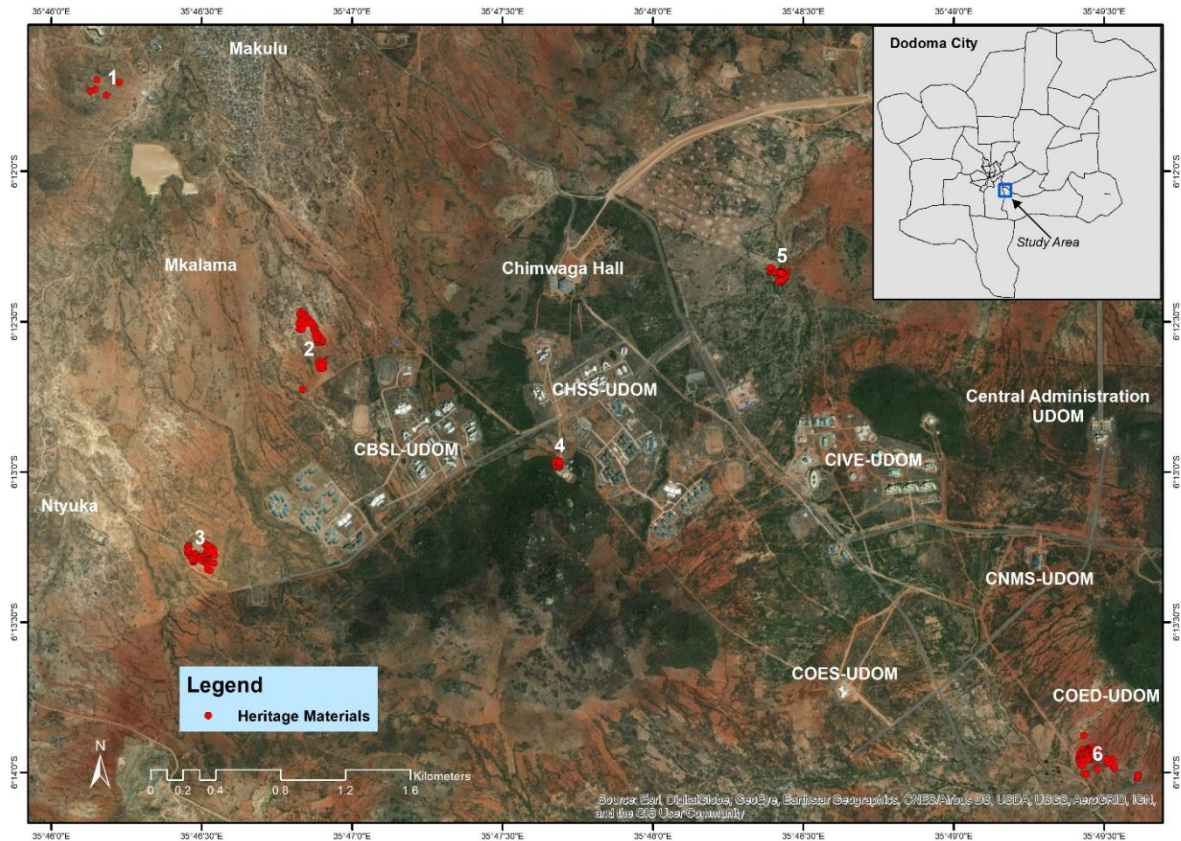 35°46'0"E 35°46'30"E 35°47'0"E 35°47'30"E 35°48'0"E 35°48'30"E 35°49'0"E 35°49'30"E
Makulu
1
Dodoma City
Study Area
6°12'0"S 6°12'0"S
5
Mkalama
Chimwaga Hall
6°12'30"S 6°12'30"S
2
CHSS-UDOM
Central Administration
UDOM
4
CBSL-UDOM
CIVE-UDOM
6°13'0"S 6°13'0"S
Ntyuka
3
CNMS-UDOM
6°13'30"S 6°13'30"S
COES-UDOM
COED-UDOM
Legend
Heritage Materials
6
6°14'0"S 6°14'0"S
N
Kilometers
0 0.2 0.4 0.8 1.2 1.6
Source: Esri, DigitalGlobe, GeoEye, Earthstar Geographics, CNES/Airbus DS, USDA, USGS, AeroGRID, IGN,
and the GIS User Community
35°46'0"E 35°46'30"E 35°47'0"E 35°47'30"E 35°48'0"E 35°48'30"E 35°49'0"E 35°49'30"E